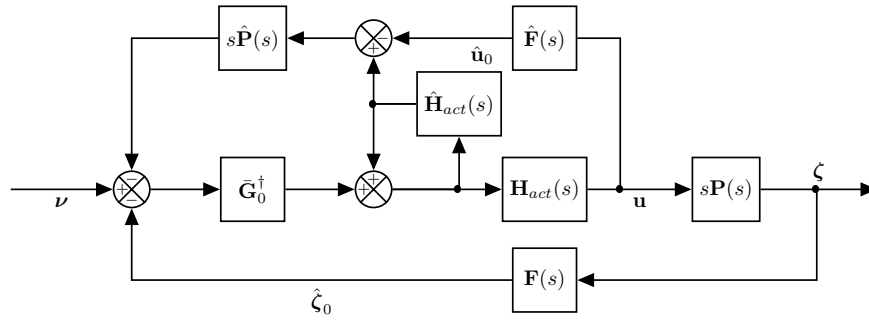 sP̂(s)
−
+
F̂(s)
û₀
Ĥ_act(s)
−
+
−
Ḡ₀†
+
+
H_act(s)
sP(s)
ν
u
ζ
F(s)
ζ̂₀